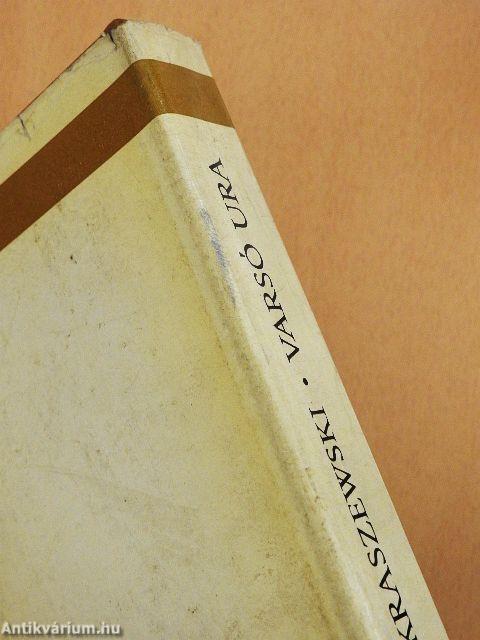 KRASZEWSKI · VARSÓ URA
Antikvárium.hu